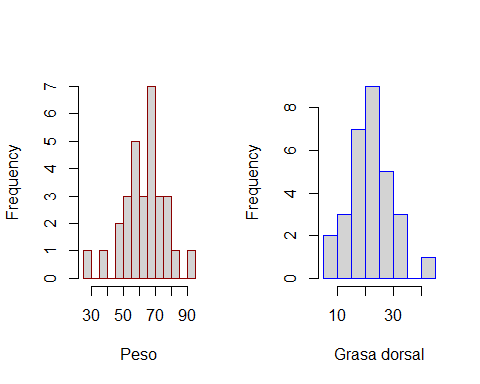 Frequency
0 1 2 3 4 5 6 7
30 50 70 90
Peso
Frequency
0 2 4 6 8
10 30
Grasa dorsal